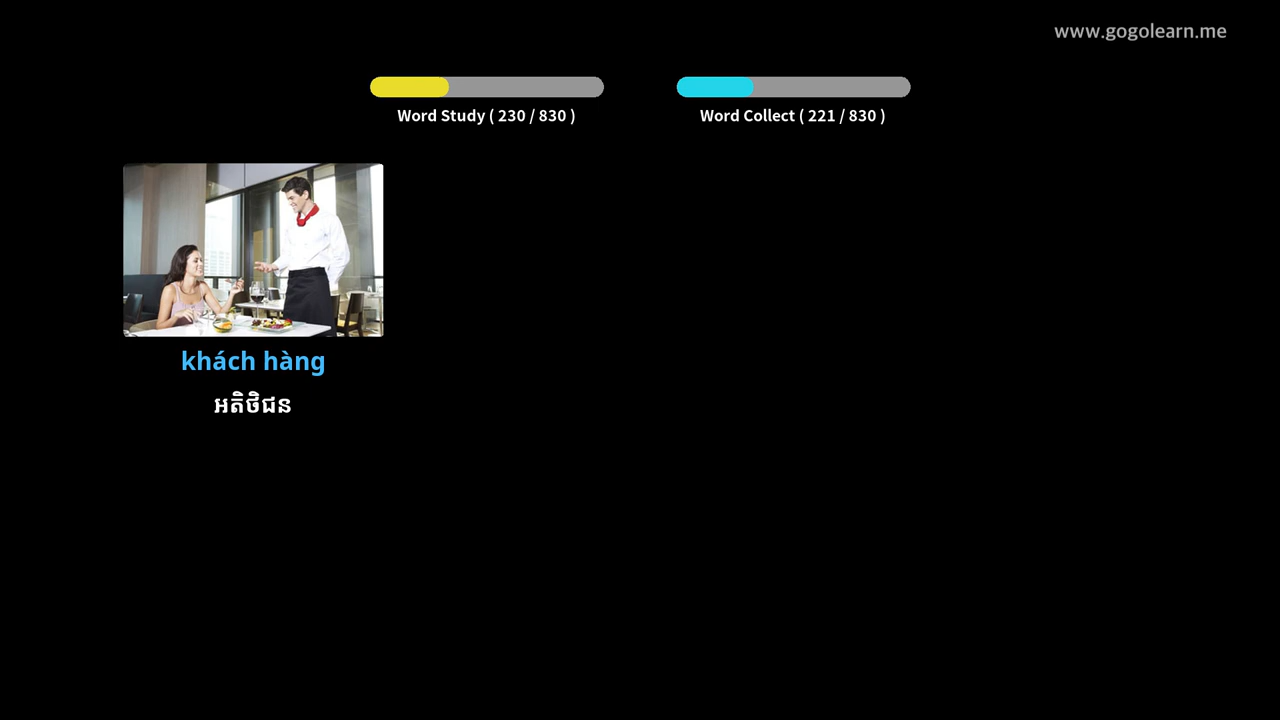 www.gogolearn.me
Word Study ( 230 / 830 )
Word Collect ( 221 / 830 )
khách hàng
អតិថិជន